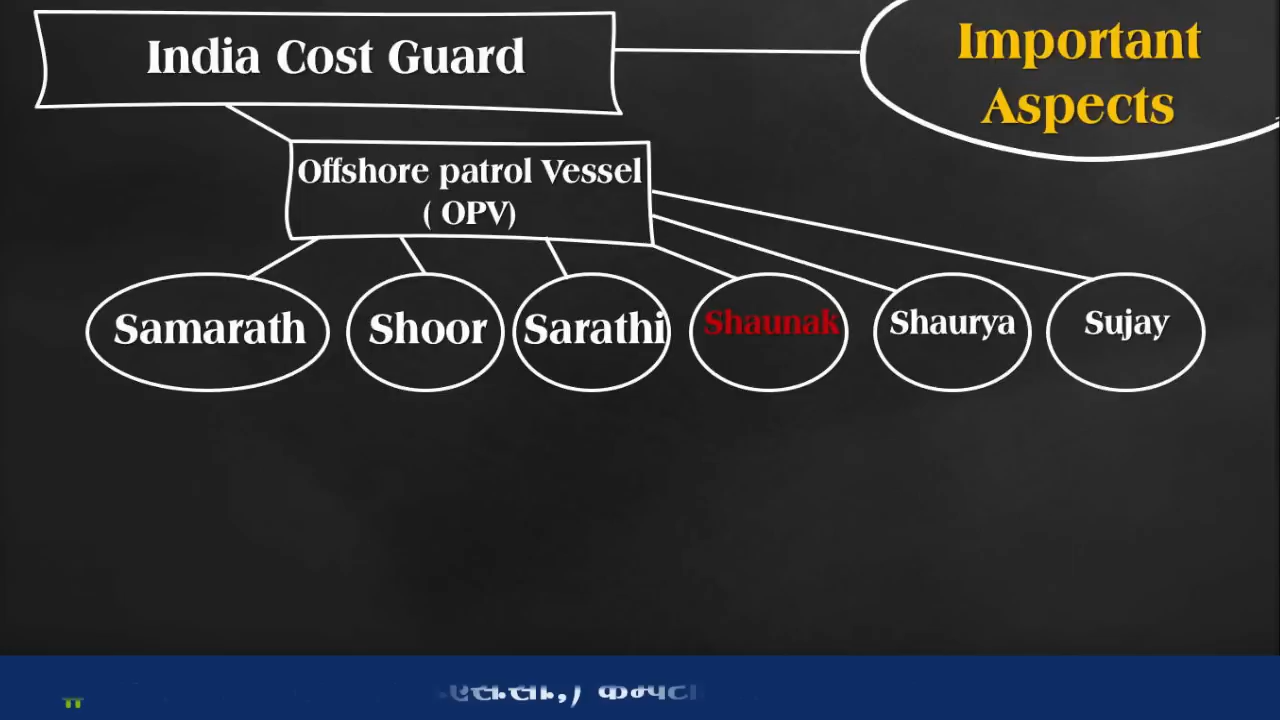 India Cost Guard
Important
Aspects
Offshore patrol Vessel
( OPV)
Samarath
Shoor
Sarathi
Shaunak
Shaurya
Sujay